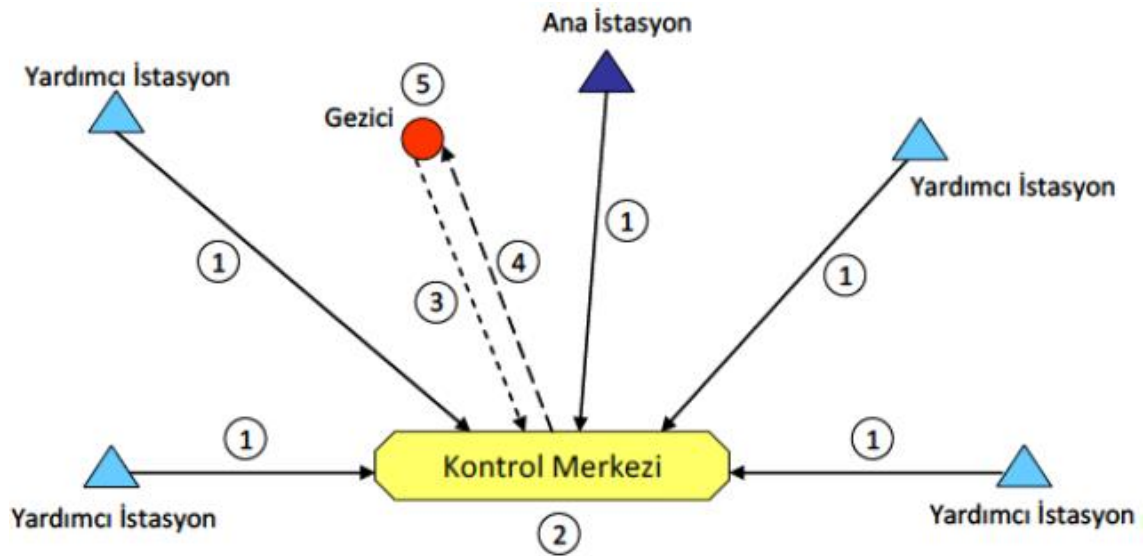 Ana İstasyon
Yardımcı İstasyon
5
Gezici
Yardımcı İstasyon
1
1
4
1
3
1
1
Kontrol Merkezi
Yardımcı İstasyon
Yardımcı İstasyon
2